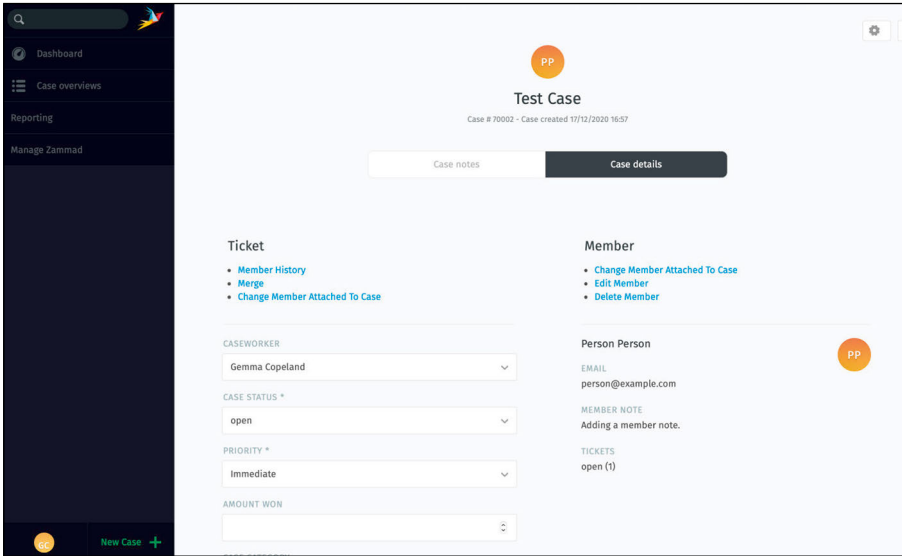 Dashboard
Case overviews
Reporting
Manage Zammad
GC
New Case
PP
Test Case
Case # 70002 - Case created 17/12/2020 16:57
Case notes
Case details
Ticket
Member History
Merge
Change Member Attached To Case
CASEWORKER
Gemma Copeland
CASE STATUS *
open
PRIORITY *
Immediate
AMOUNT WON
Member
Change Member Attached To Case
Edit Member
Delete Member
Person Person
PP
EMAIL
person@example.com
MEMBER NOTE
Adding a member note.
TICKETS
open (1)